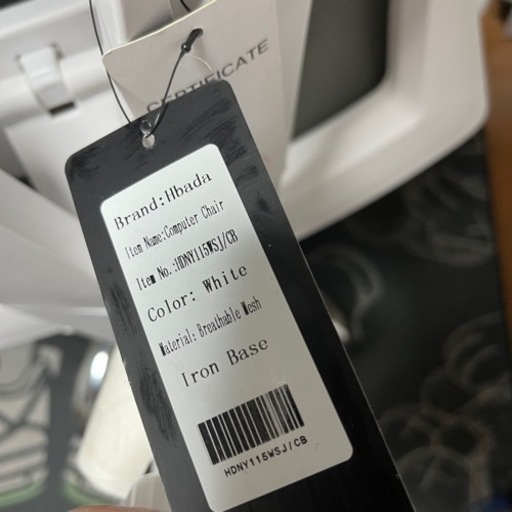 CERTIFICATE
Brand:Hbada
Item Name:Computer Chair
Item No.:HDNY115WSJ/CB
Color: White
Material: Breathable Mesh
Iron Base
HDNY115WSJ/CB